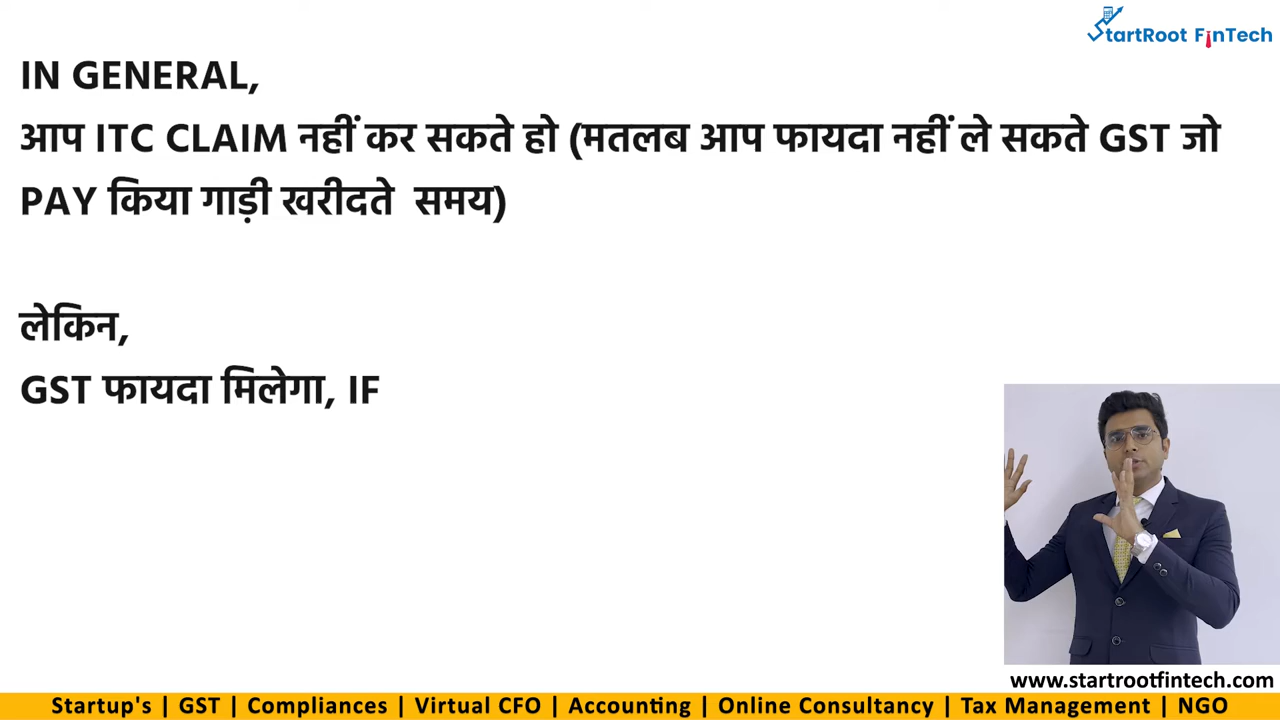 StartRoot FinTech
IN GENERAL,
आप ITC CLAIM नहीं कर सकते हो (मतलब आप फायदा नहीं ले सकते GST जो
PAY किया गाड़ी खरीदते समय)
लेकिन,
GST फायदा मिलेगा, IF
www.startrootfintech.com
Startup's | GST | Compliances | Virtual CFO | Accounting | Online Consultancy | Tax Management | NGO